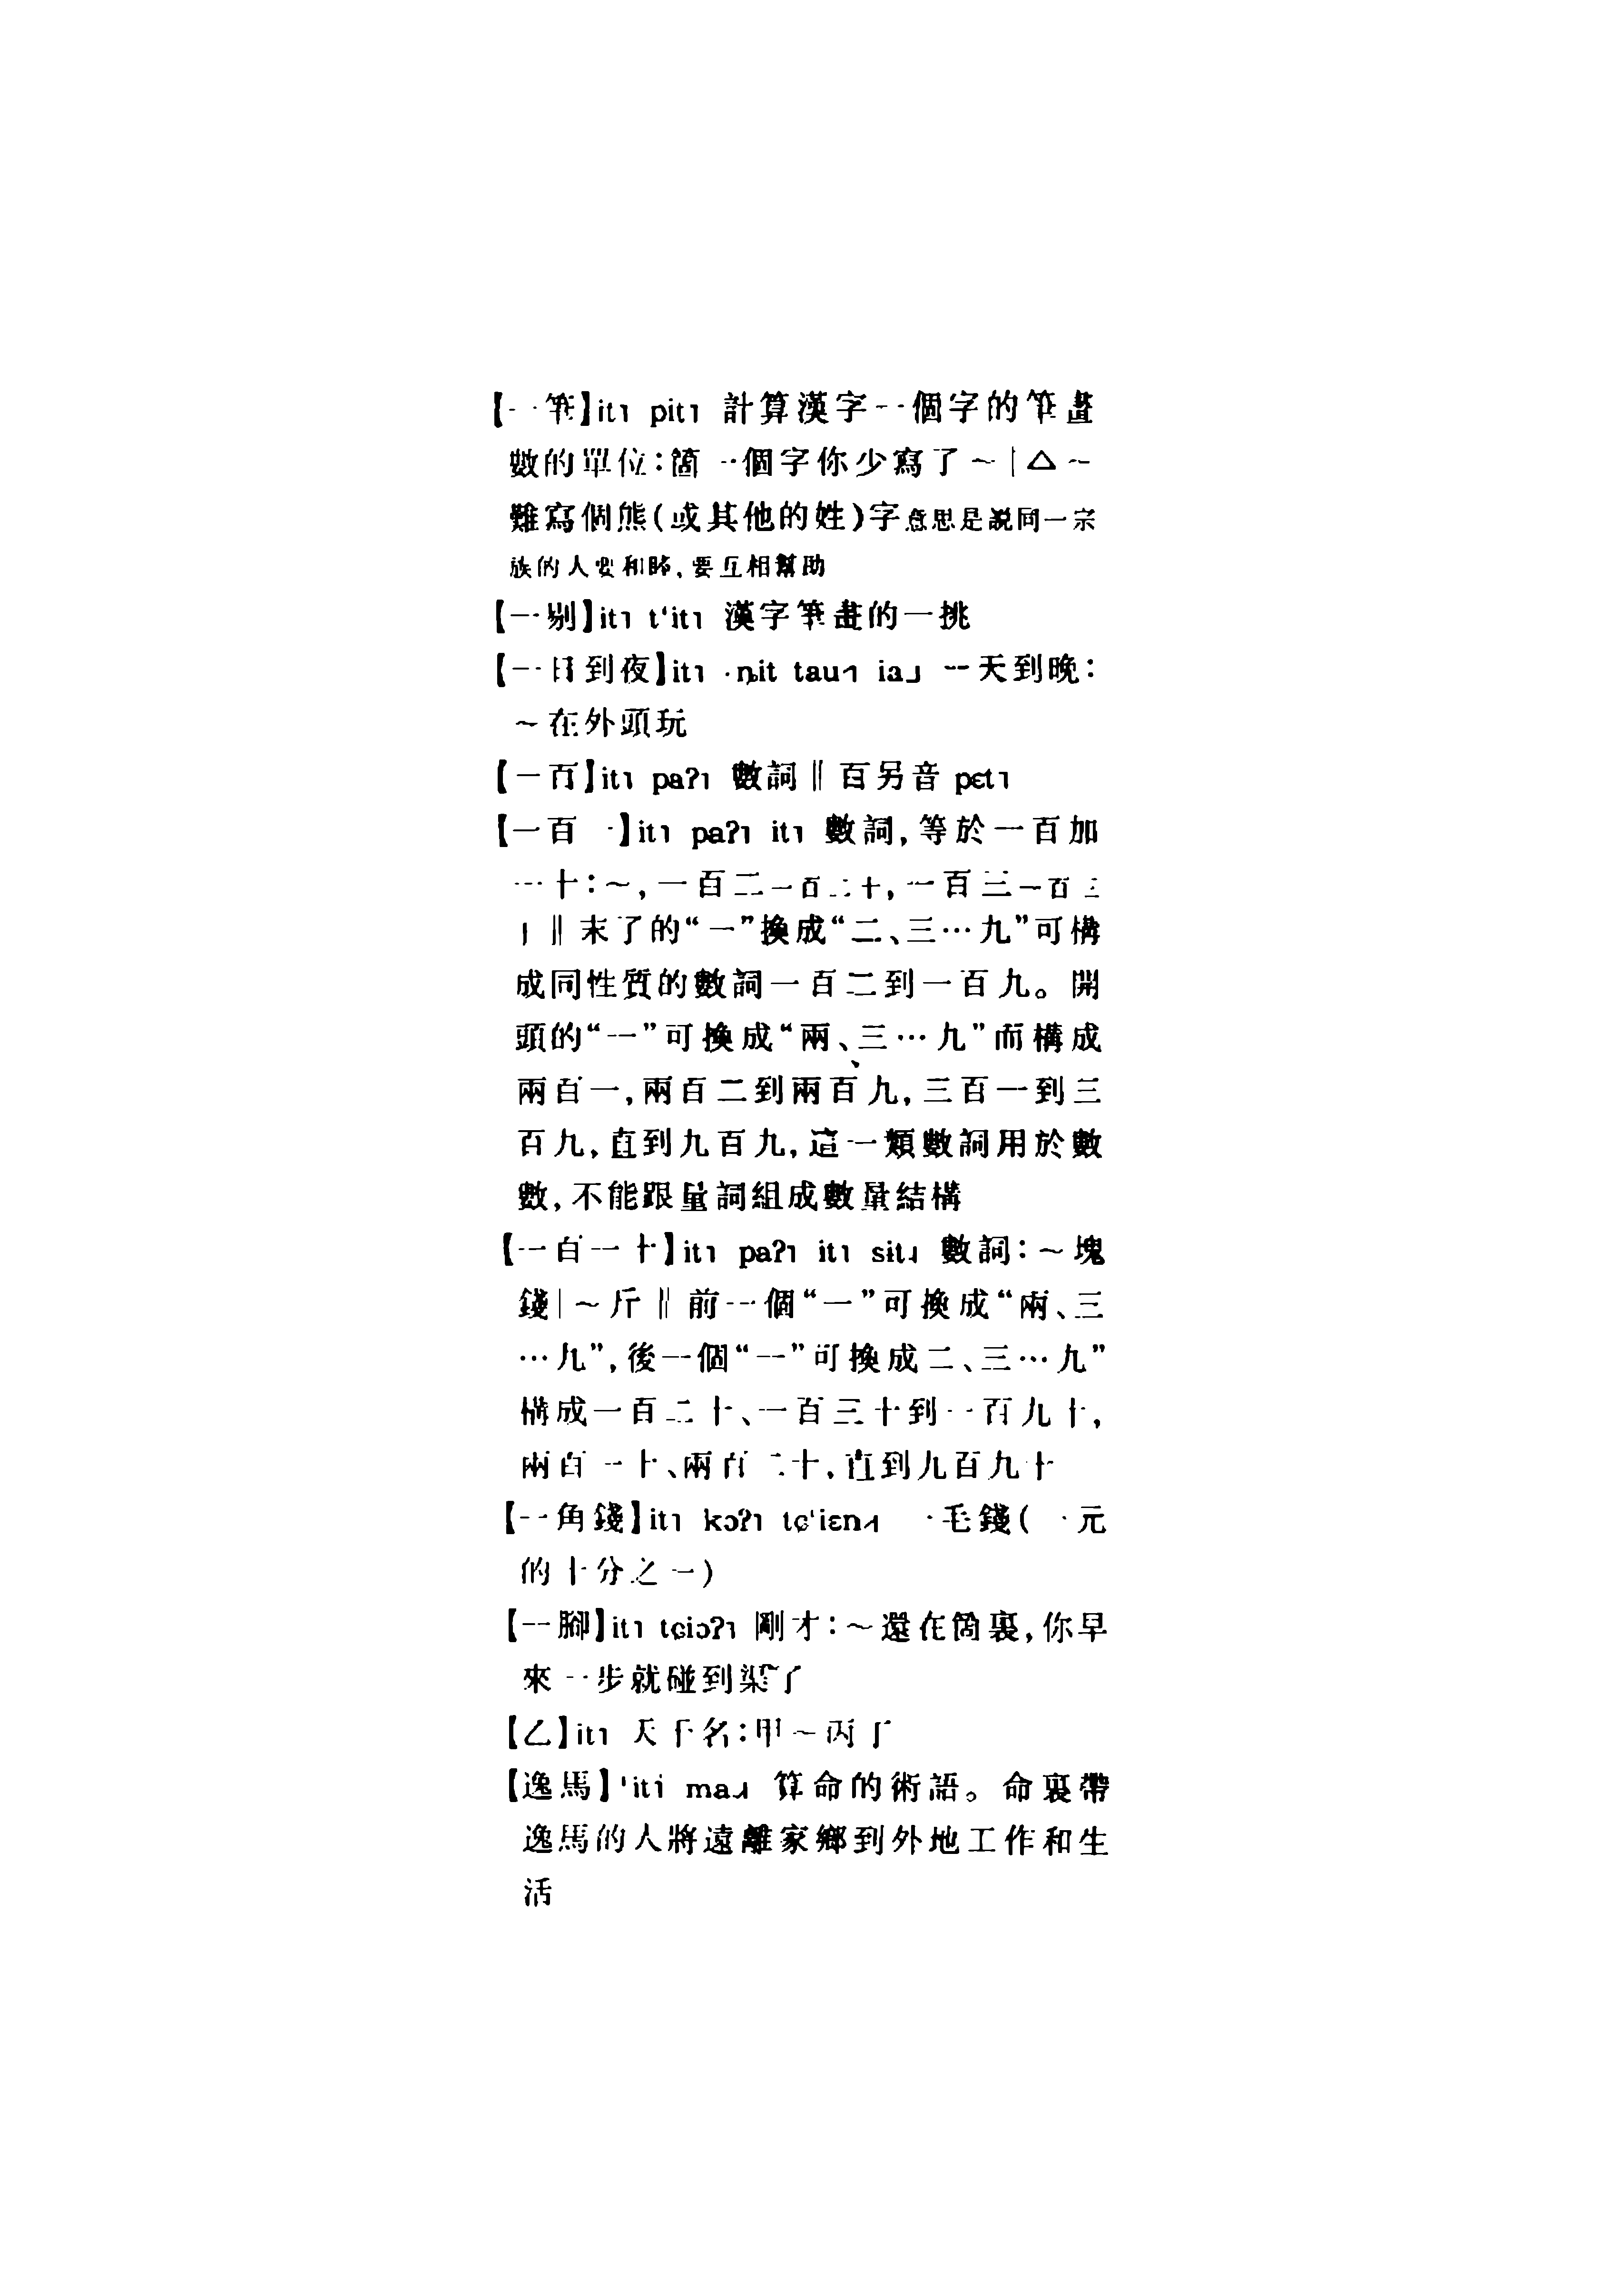 【一筆】it˥ pit˥ 計算漢字一個字的筆畫
數的單位：箇一個字你少寫了～｜△～
難寫個熊(或其他的姓)字意思是説同一宗
族的人要和睦，要互相幫助
【一剔】it˥ t‘it˥ 漢字筆畫的一挑
【一日到夜】it˥ ·ȵit tau˧˥ ia˩ 一天到晚：
～在外頭玩
【一百】it˥ paʔ˥ 數詞‖百另音 pɛt˥
【一百一】it˥ paʔ˥ it˥ 數詞，等於一百加
一十：～，一百二一百二十，一百三一百三
十‖末了的“一”換成“二、三…九”可構
成同性質的數詞一百二到一百九。開
頭的“一”可換成“兩、三…九”而構成
兩百一，兩百二到兩百九，三百一到三
百九，直到九百九，這一類數詞用於數
數，不能跟量詞組成數量結構
【一百一十】it˥ paʔ˥ it˥ sɨt˩ 數詞：～塊
錢｜～斤‖前一個“一”可換成“兩、三
…九”，後一個“一”可換成二、三…九”
構成一百二十、一百三十到一百九十，
兩百一十、兩百二十，直到九百九十
【一角錢】it˥ kɔʔ˥ tɕ‘iɛn˧˥ 一毛錢(一元
的十分之一)
【一腳】it˥ tɕiɔʔ˥ 剛才：～還在箇裏，你早
來一步就碰到渠了
【乙】it˥ 天干名：甲～丙丁
【逸馬】it˥ ma˨˩˧ 算命的術語。命裏帶
逸馬的人將遠離家鄉到外地工作和生
活